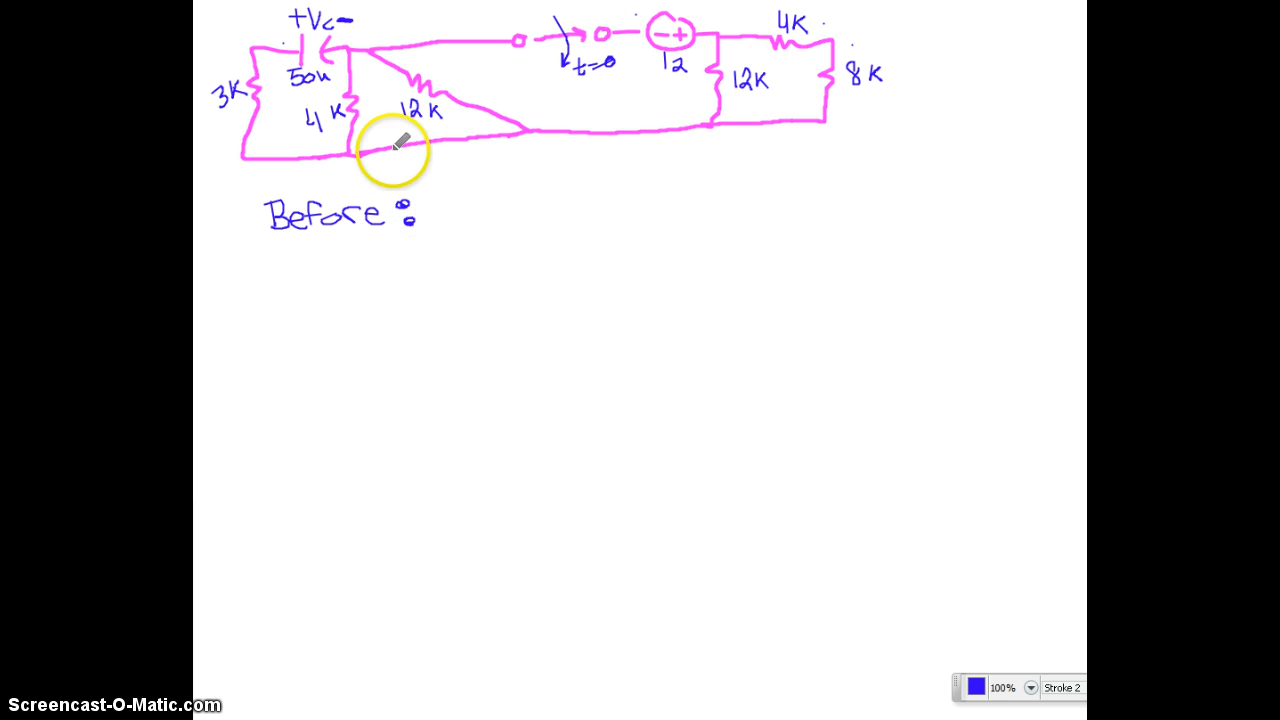 +Vc-
50u
3K
4K
12K
t=0
- +
12
4K
12K
8K
Before:
100%
Stroke 2
Screencast-O-Matic.com